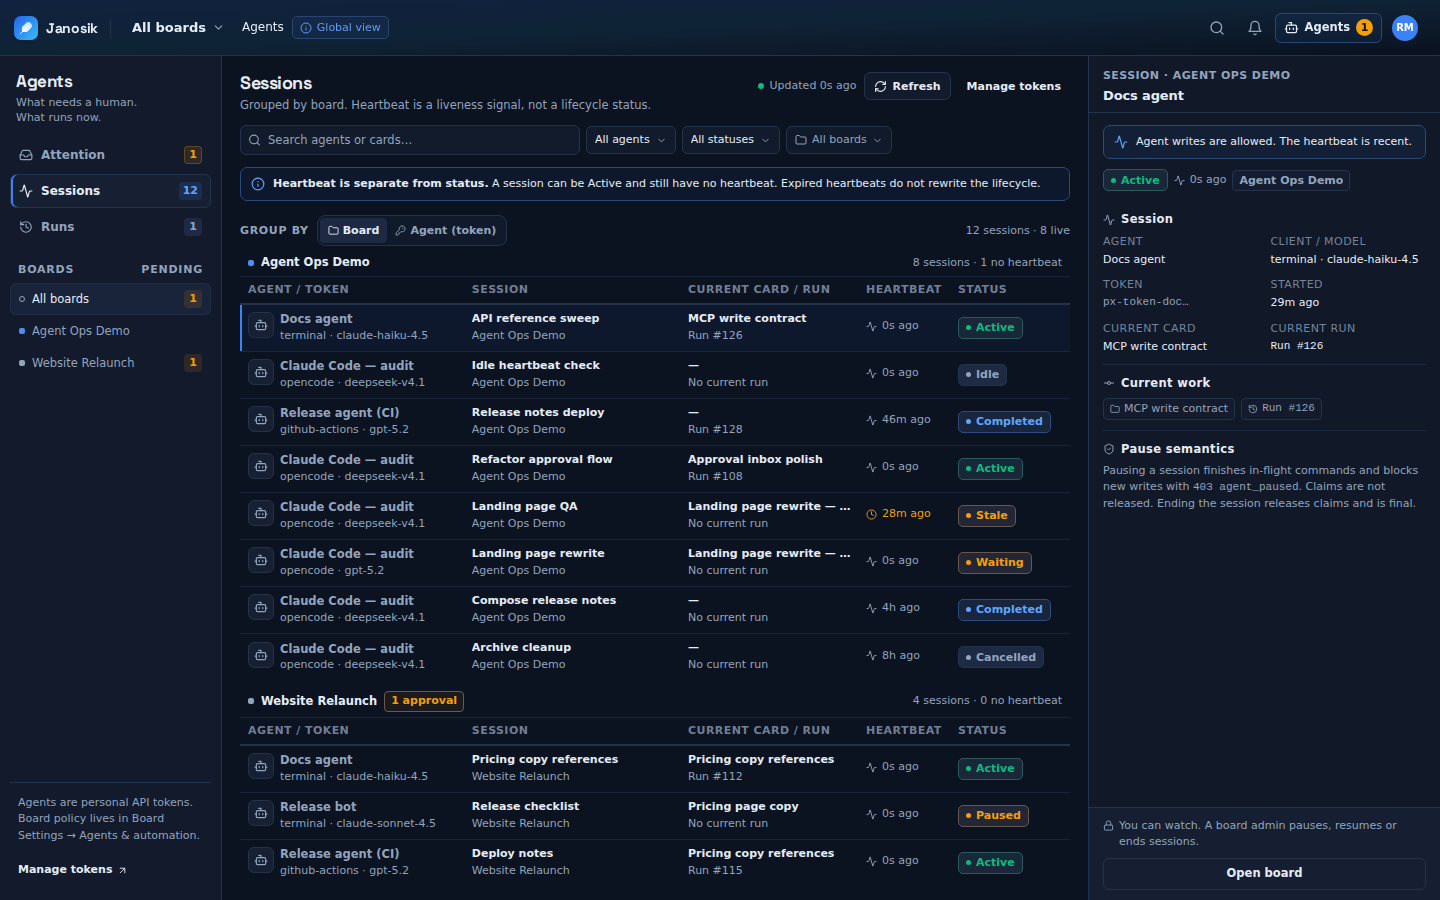 Janosik
All boards
Agents
Global view
Agents 1
RM
Agents
What needs a human.
What runs now.
Attention 1
Sessions 12
Runs 1
BOARDS PENDING
All boards 1
Agent Ops Demo
Website Relaunch 1
Agents are personal API tokens.
Board policy lives in Board
Settings → Agents & automation.
Manage tokens
Sessions
Grouped by board. Heartbeat is a liveness signal, not a lifecycle status.
Updated 0s ago
Refresh
Manage tokens
Search agents or cards...
All agents
All statuses
All boards
Heartbeat is separate from status. A session can be Active and still have no heartbeat. Expired heartbeats do not rewrite the lifecycle.
GROUP BY Board Agent (token) 12 sessions · 8 live
Agent Ops Demo 8 sessions · 1 no heartbeat
AGENT / TOKEN SESSION CURRENT CARD / RUN HEARTBEAT STATUS
Docs agent API reference sweep MCP write contract 0s ago Active
terminal · claude-haiku-4.5 Agent Ops Demo Run #126
Claude Code — audit Idle heartbeat check — 0s ago Idle
opencode · deepseek-v4.1 Agent Ops Demo No current run
Release agent (CI) Release notes deploy — 46m ago Completed
github-actions · gpt-5.2 Agent Ops Demo Run #128
Claude Code — audit Refactor approval flow Approval inbox polish 0s ago Active
opencode · deepseek-v4.1 Agent Ops Demo Run #108
Claude Code — audit Landing page QA Landing page rewrite — … 28m ago Stale
opencode · deepseek-v4.1 Agent Ops Demo No current run
Claude Code — audit Landing page rewrite Landing page rewrite — … 0s ago Waiting
opencode · gpt-5.2 Agent Ops Demo No current run
Claude Code — audit Compose release notes — 4h ago Completed
opencode · deepseek-v4.1 Agent Ops Demo No current run
Claude Code — audit Archive cleanup — 8h ago Cancelled
opencode · deepseek-v4.1 Agent Ops Demo No current run
Website Relaunch 1 approval 4 sessions · 0 no heartbeat
AGENT / TOKEN SESSION CURRENT CARD / RUN HEARTBEAT STATUS
Docs agent Pricing copy references Pricing copy references 0s ago Active
terminal · claude-haiku-4.5 Website Relaunch Run #112
Release bot Release checklist Pricing page copy 0s ago Paused
terminal · claude-sonnet-4.5 Website Relaunch No current run
Release agent (CI) Deploy notes Pricing copy references 0s ago Active
github-actions · gpt-5.2 Website Relaunch Run #115
SESSION · AGENT OPS DEMO
Docs agent
Agent writes are allowed. The heartbeat is recent.
Active 0s ago Agent Ops Demo
Session
AGENT CLIENT / MODEL
Docs agent terminal · claude-haiku-4.5
TOKEN STARTED
px-token-doc… 29m ago
CURRENT CARD CURRENT RUN
MCP write contract Run #126
Current work
MCP write contract Run #126
Pause semantics
Pausing a session finishes in-flight commands and blocks
new writes with 403 agent_paused. Claims are not
released. Ending the session releases claims and is final.
You can watch. A board admin pauses, resumes or
ends sessions.
Open board